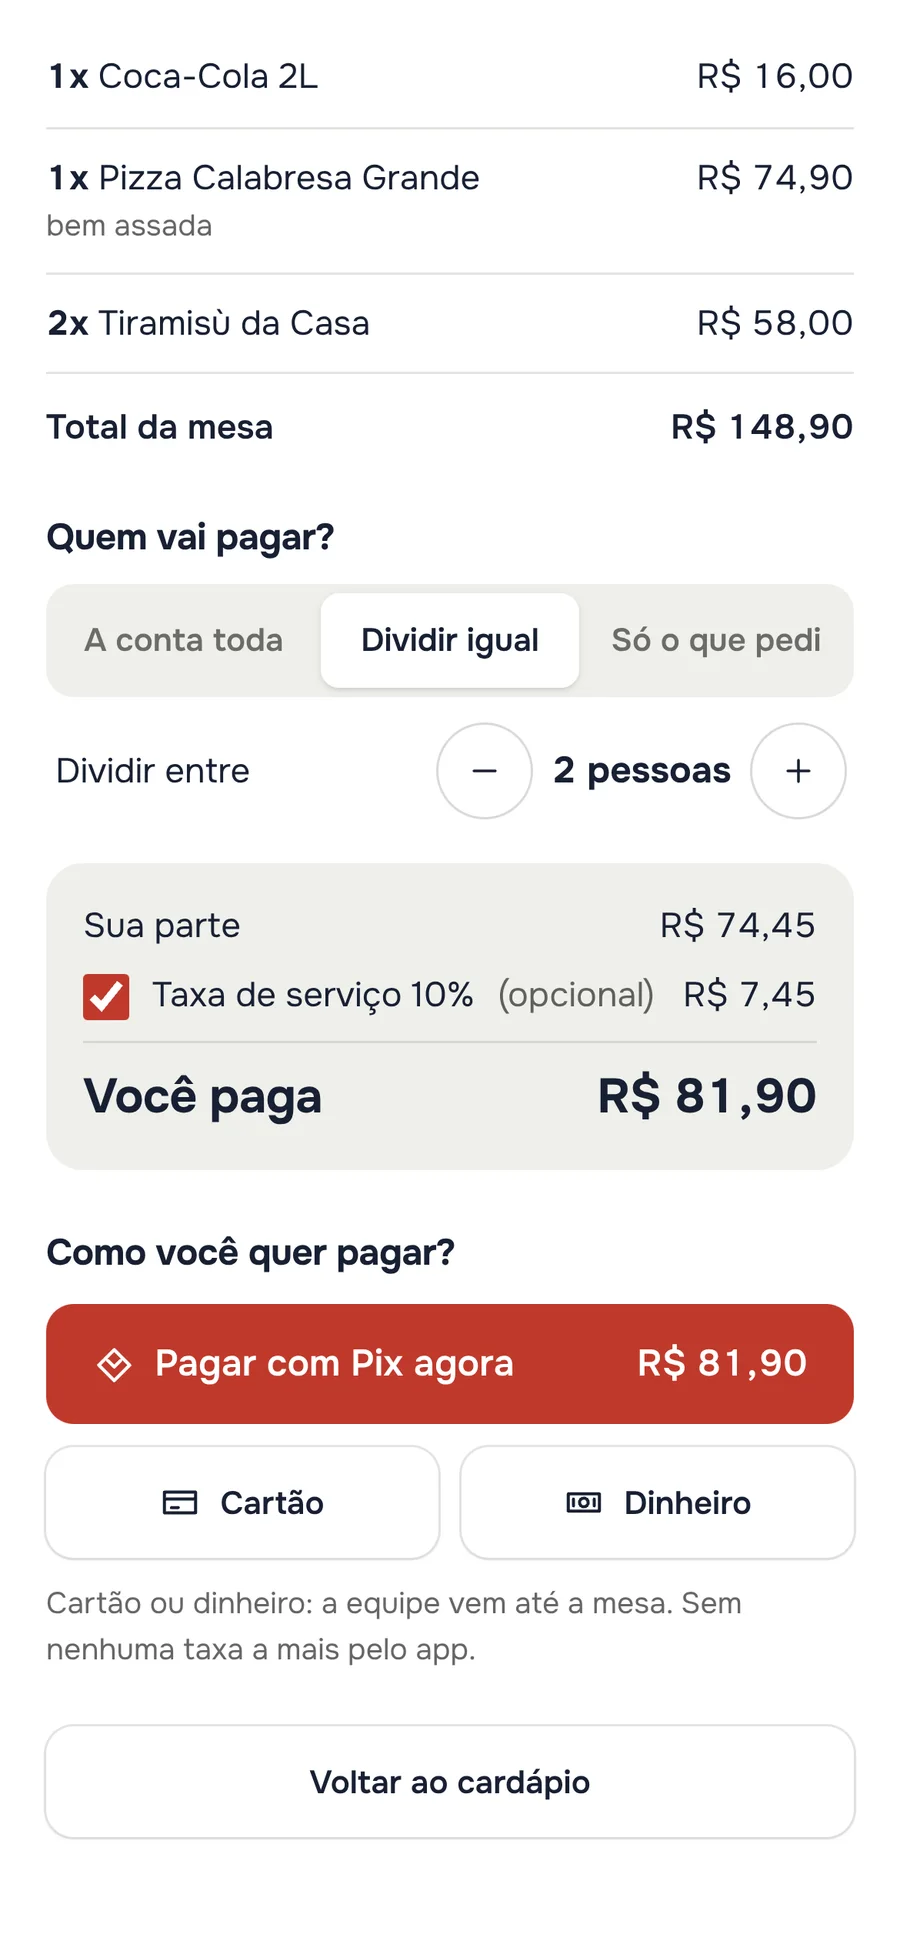 1x Coca-Cola 2L R$ 16,00
1x Pizza Calabresa Grande R$ 74,90
bem assada
2x Tiramisù da Casa R$ 58,00
Total da mesa R$ 148,90
Quem vai pagar?
A conta toda Dividir igual Só o que pedi
Dividir entre − 2 pessoas +
Sua parte R$ 74,45
Taxa de serviço 10% (opcional) R$ 7,45
Você paga R$ 81,90
Como você quer pagar?
Pagar com Pix agora R$ 81,90
Cartão Dinheiro
Cartão ou dinheiro: a equipe vem até a mesa. Sem
nenhuma taxa a mais pelo app.
Voltar ao cardápio